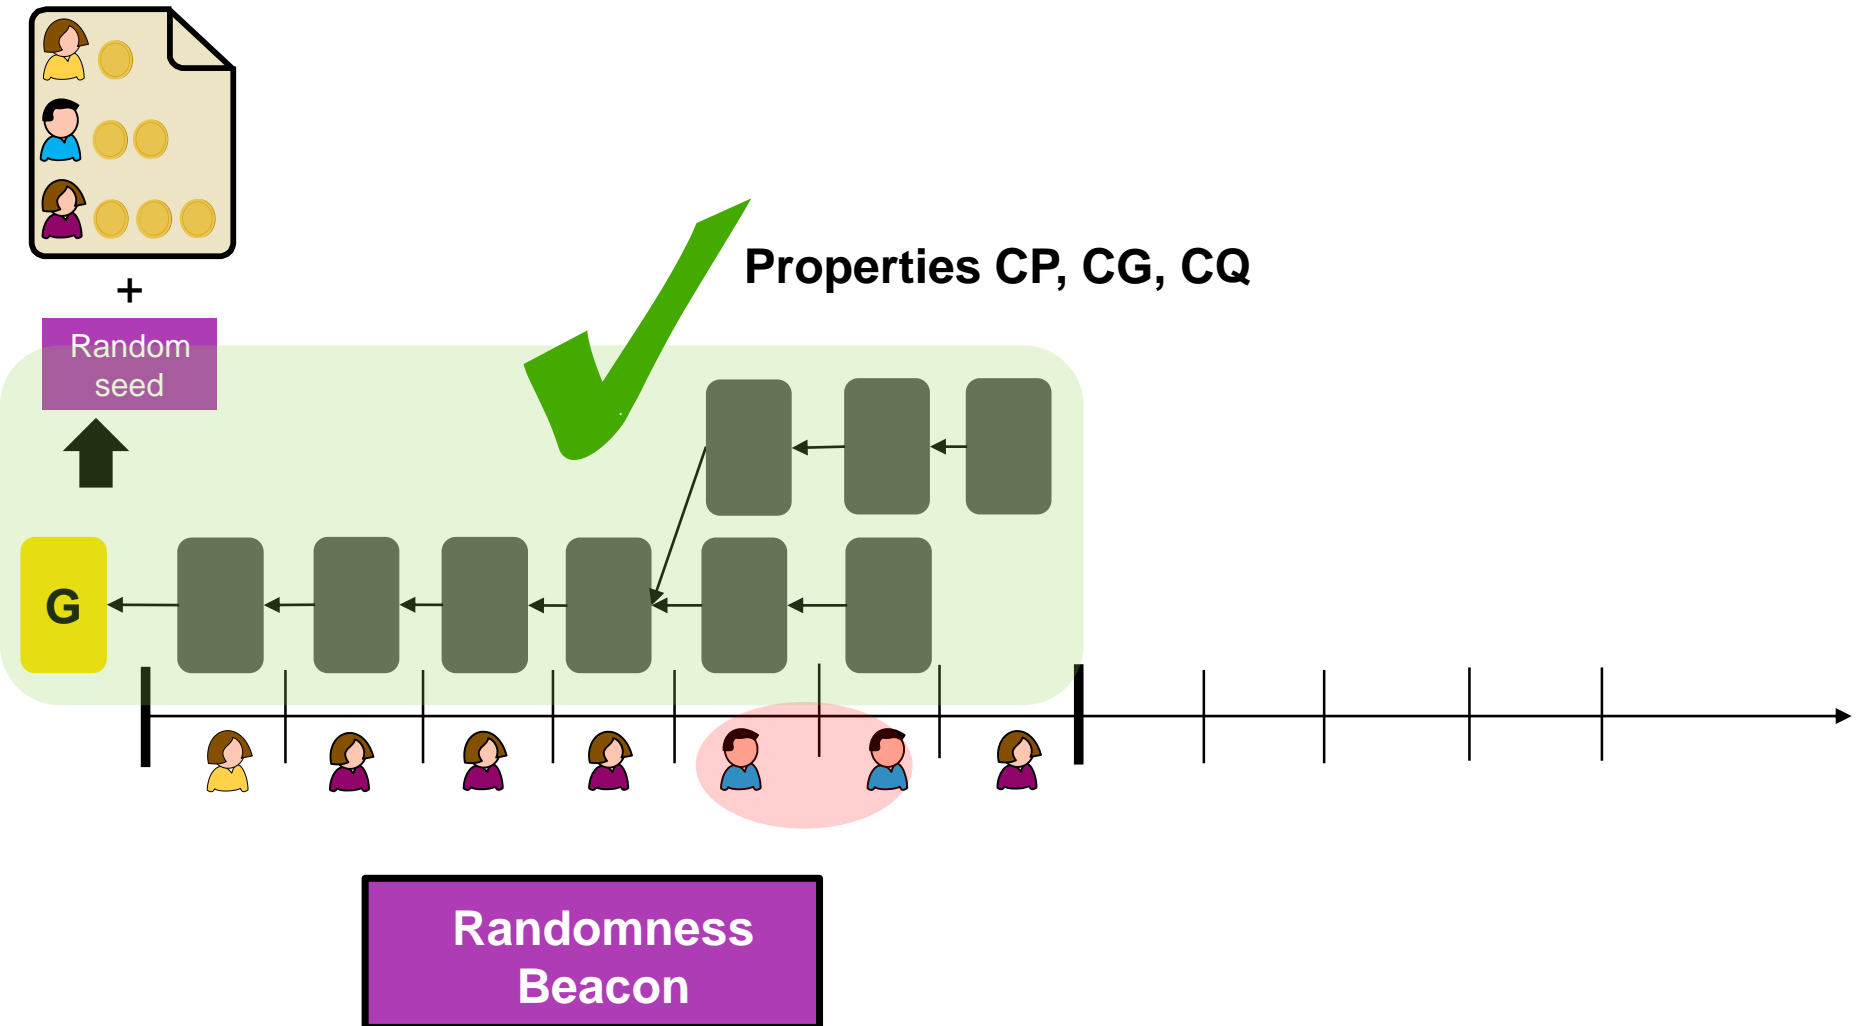 +
Properties CP, CG, CQ
Random
seed
G
Randomness
Beacon